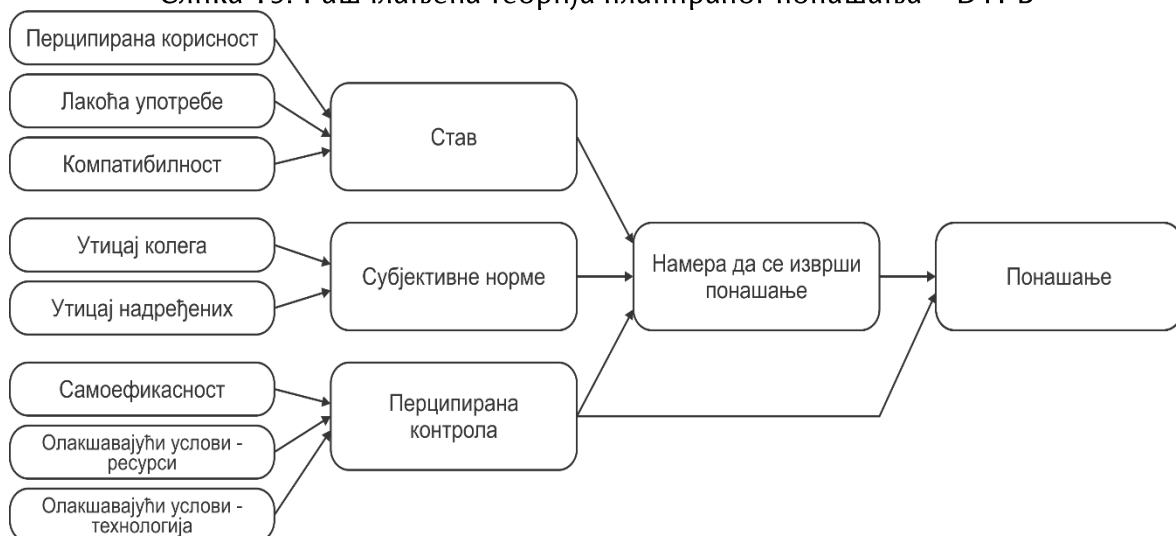 Перципирана корисност
Лакоћа употребе
Компатибилност
Став
Утицај колега
Утицај надређених
Субјективне норме
Намера да се изврши
понашање
Понашање
Самоефикасност
Олакшавајући услови -
ресурси
Олакшавајући услови -
технологија
Перципирана
контрола